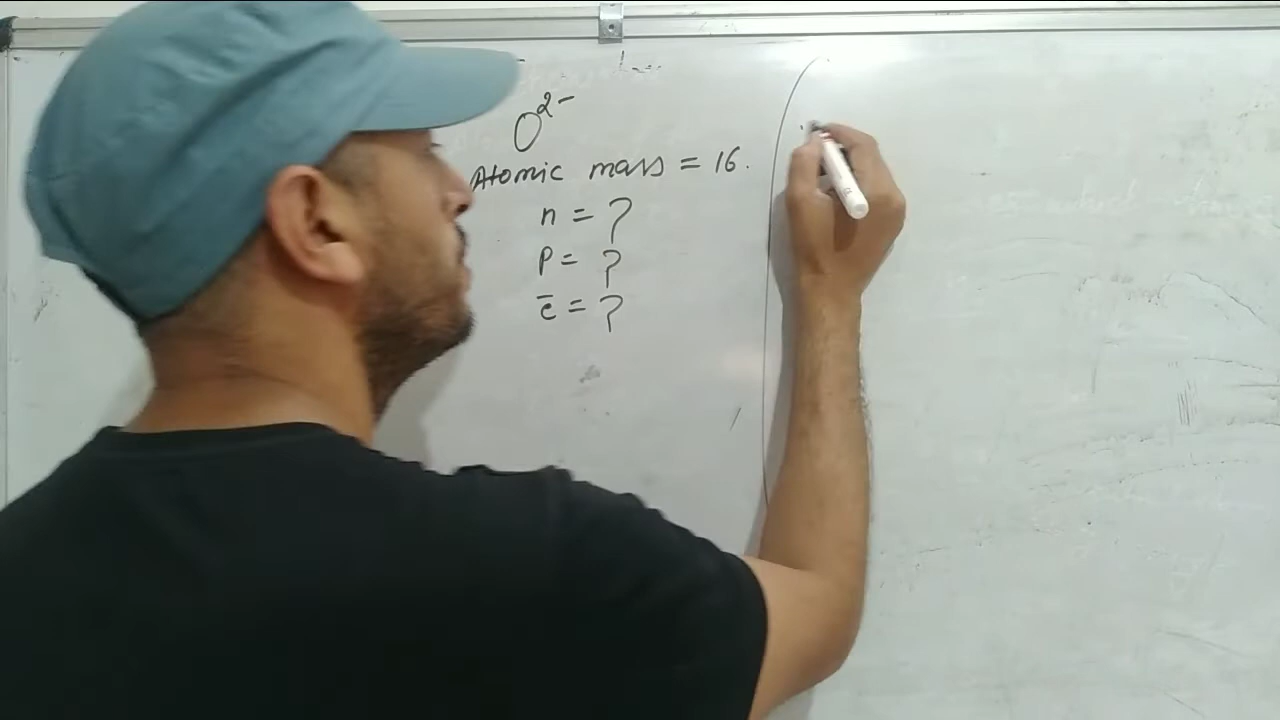 O²⁻
Atomic mass = 16.
n = ?
P = ?
e̅ = ?